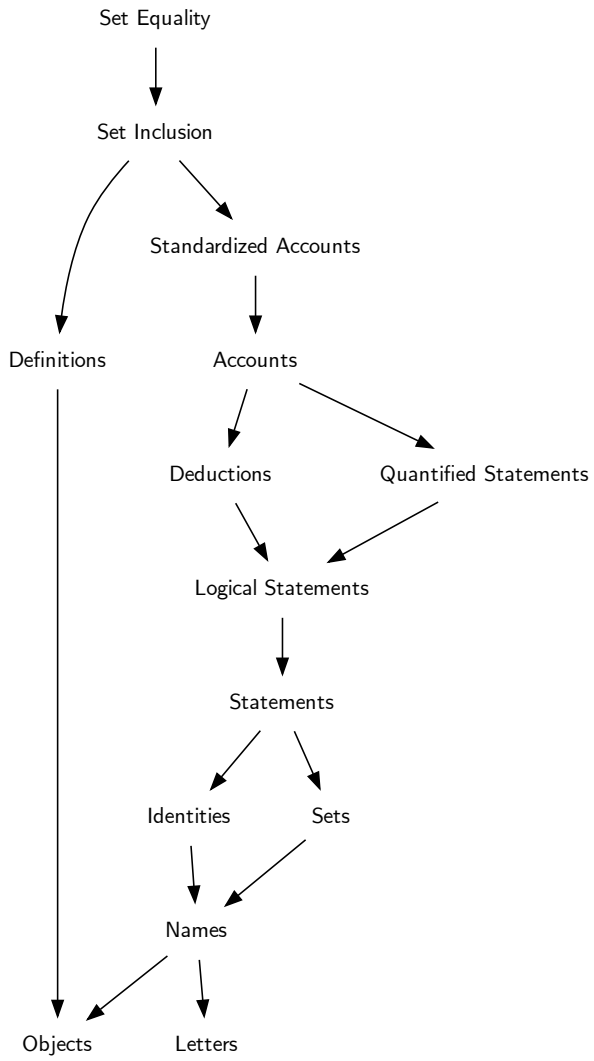 Set Equality
Set Inclusion
Standardized Accounts
Definitions
Accounts
Deductions
Quantified Statements
Logical Statements
Statements
Identities
Sets
Names
Objects
Letters